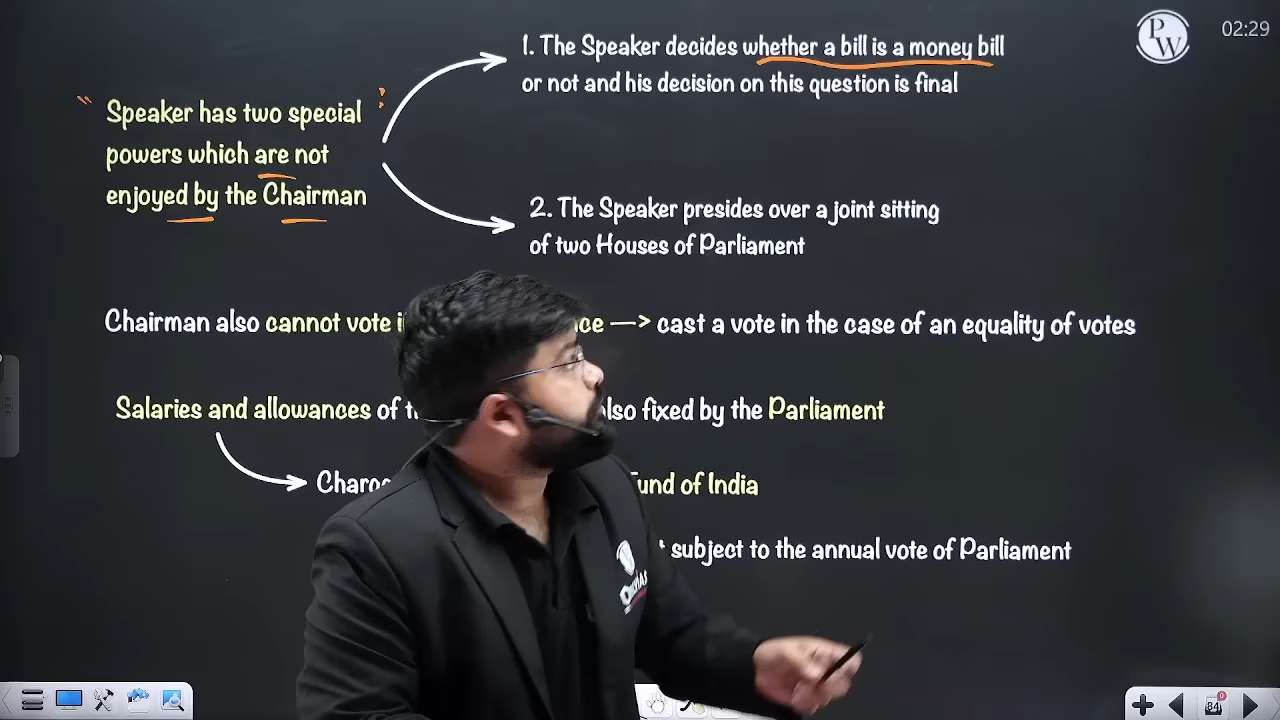 PW
02:29
1. The Speaker decides whether a bill is a money bill
or not and his decision on this question is final
Speaker has two special
powers which are not
enjoyed by the Chairman
2. The Speaker presides over a joint sitting
of two Houses of Parliament
Chairman also cannot vote
cast a vote in the case of an equality of votes
Salaries and allowances of
fixed by the Parliament
Fund of India
subject to the annual vote of Parliament
84
0